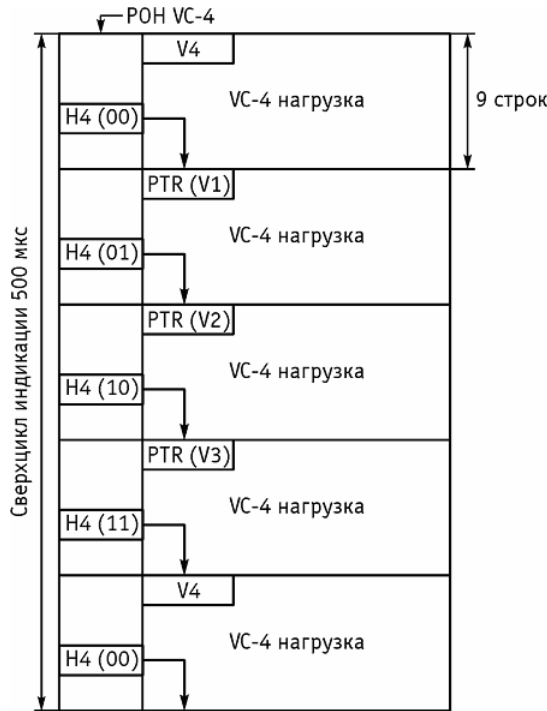 РОН VC-4
V4
VC-4 нагрузка
9 строк
H4 (00)
PTR (V1)
VC-4 нагрузка
H4 (01)
Сверхцикл индикации 500 мкс
PTR (V2)
VC-4 нагрузка
H4 (10)
PTR (V3)
VC-4 нагрузка
H4 (11)
V4
VC-4 нагрузка
H4 (00)